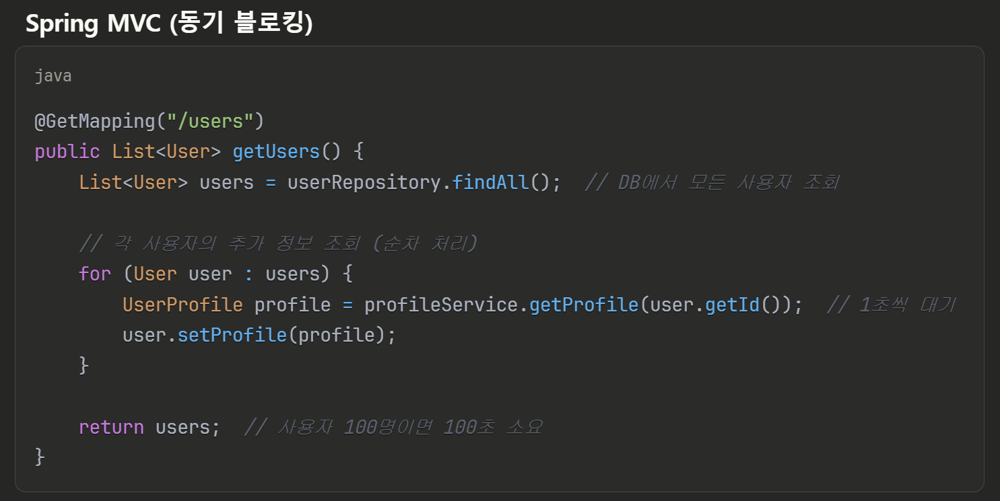 Spring MVC (동기 블로킹)
java
@GetMapping("/users")
public List<User> getUsers() {
    List<User> users = userRepository.findAll();  // DB에서 모든 사용자 조회
    // 각 사용자의 추가 정보 조회 (순차 처리)
    for (User user : users) {
        UserProfile profile = profileService.getProfile(user.getId());  // 1초씩 대기
        user.setProfile(profile);
    }
    return users;  // 사용자 100명이면 100초 소요
}